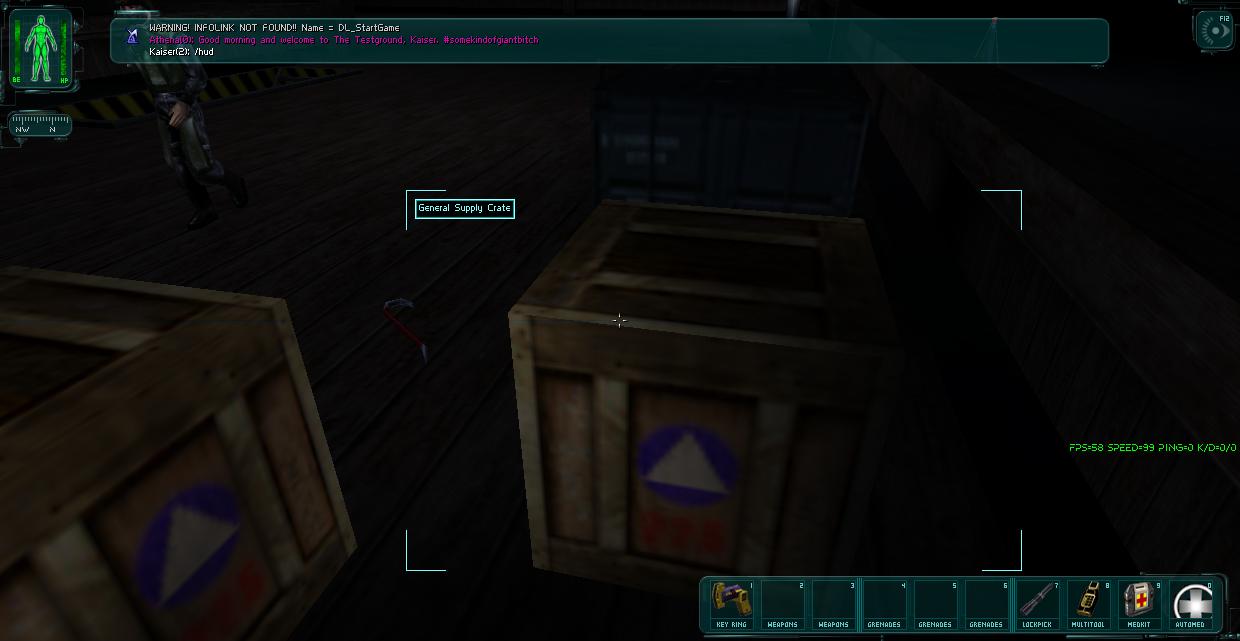 WARNING! INFOLINK NOT FOUND!! Name = DL_StartGame
Athena(0): Good morning and welcome to The Testground, Kaiser. #somekindofgiantbitch
Kaiser(2): /hud
F12
BE HP
NW N
General Supply Crate
FPS=58 SPEED=99 PING=0 K/D=0/0
1 2 3 4 5 6 7 8 9 0
KEY RING WEAPONS WEAPONS GRENADES GRENADES GRENADES LOCKPICK MULTITOOL MEDKIT AUTOMED